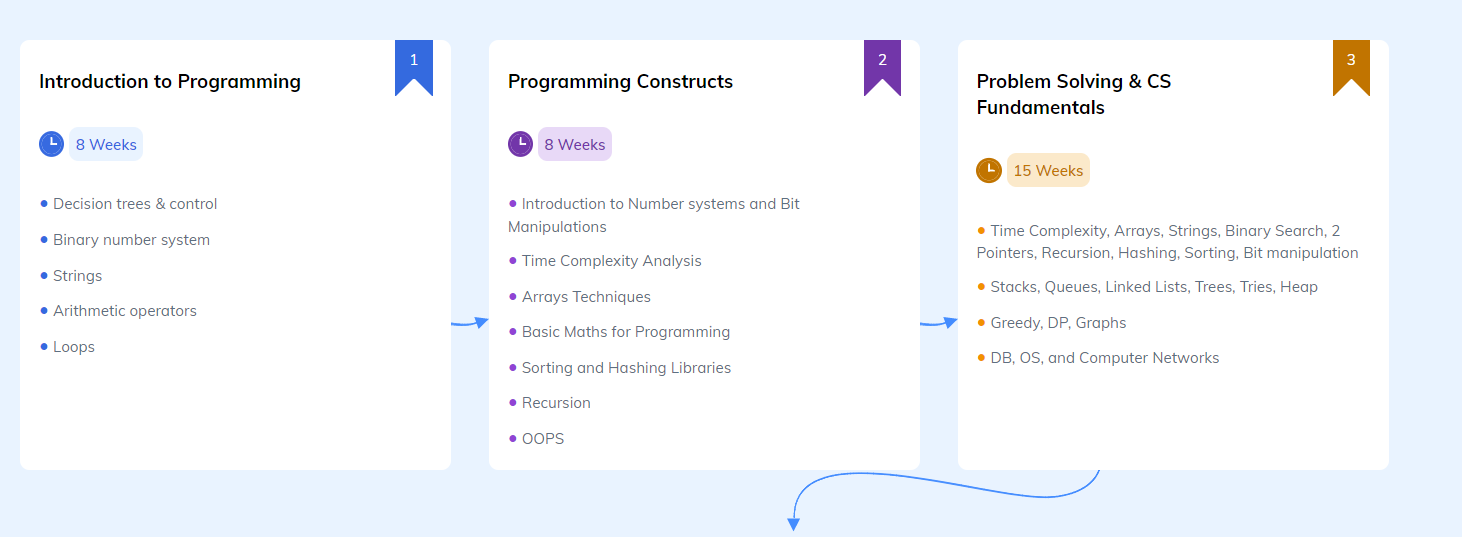 1
Introduction to Programming
8 Weeks
Decision trees & control
Binary number system
Strings
Arithmetic operators
Loops
2
Programming Constructs
8 Weeks
Introduction to Number systems and Bit
Manipulations
Time Complexity Analysis
Arrays Techniques
Basic Maths for Programming
Sorting and Hashing Libraries
Recursion
OOPS
3
Problem Solving & CS
Fundamentals
15 Weeks
Time Complexity, Arrays, Strings, Binary Search, 2
Pointers, Recursion, Hashing, Sorting, Bit manipulation
Stacks, Queues, Linked Lists, Trees, Tries, Heap
Greedy, DP, Graphs
DB, OS, and Computer Networks